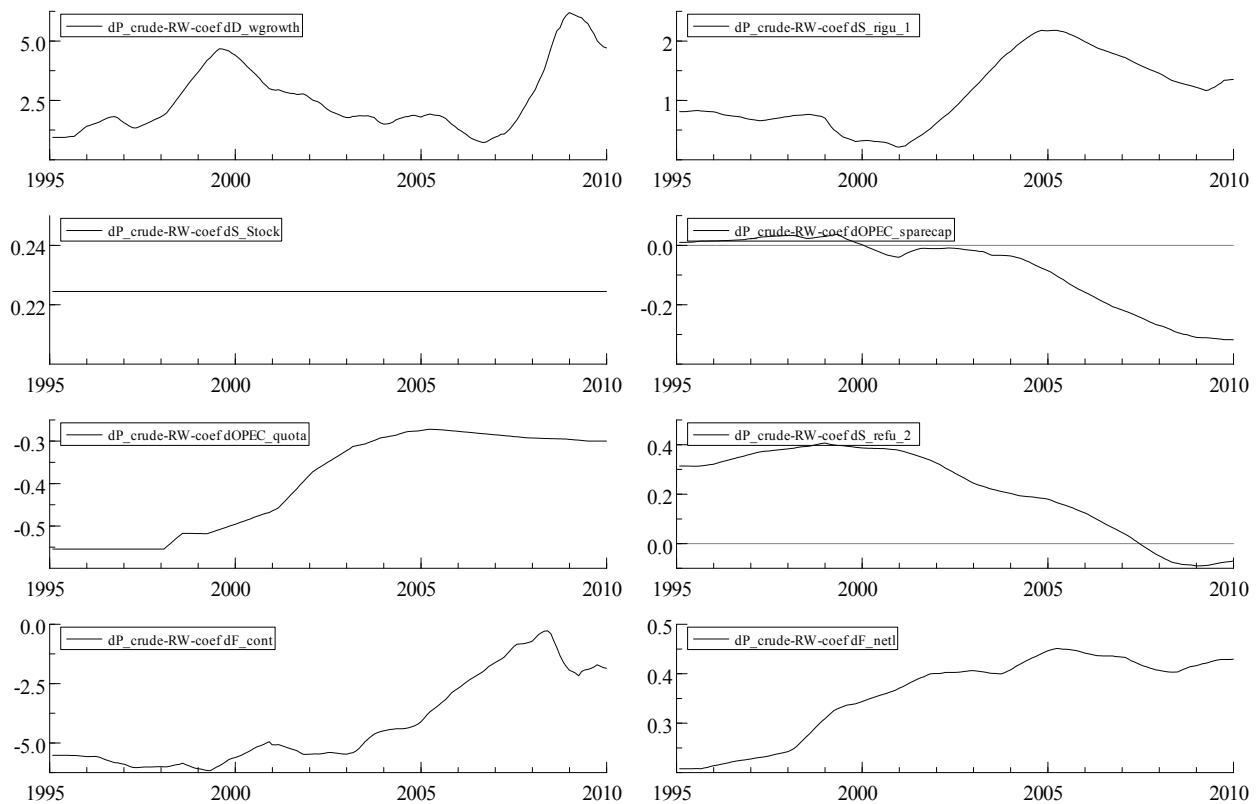 dP_crude-RW-coef dD_wgrowth
5.0
2.5
1995 2000 2005 2010
dP_crude-RW-coef dS_rigu_1
2
1
1995 2000 2005 2010
dP_crude-RW-coef dS_Stock
0.24
0.22
1995 2000 2005 2010
dP_crude-RW-coef dOPEC_sparecap
0.0
-0.2
1995 2000 2005 2010
dP_crude-RW-coef dOPEC_quota
-0.3
-0.4
-0.5
1995 2000 2005 2010
dP_crude-RW-coef dS_refu_2
0.4
0.2
0.0
1995 2000 2005 2010
dP_crude-RW-coef dF_cont
0.0
-2.5
-5.0
1995 2000 2005 2010
dP_crude-RW-coef dF_netl
0.5
0.4
0.3
1995 2000 2005 2010